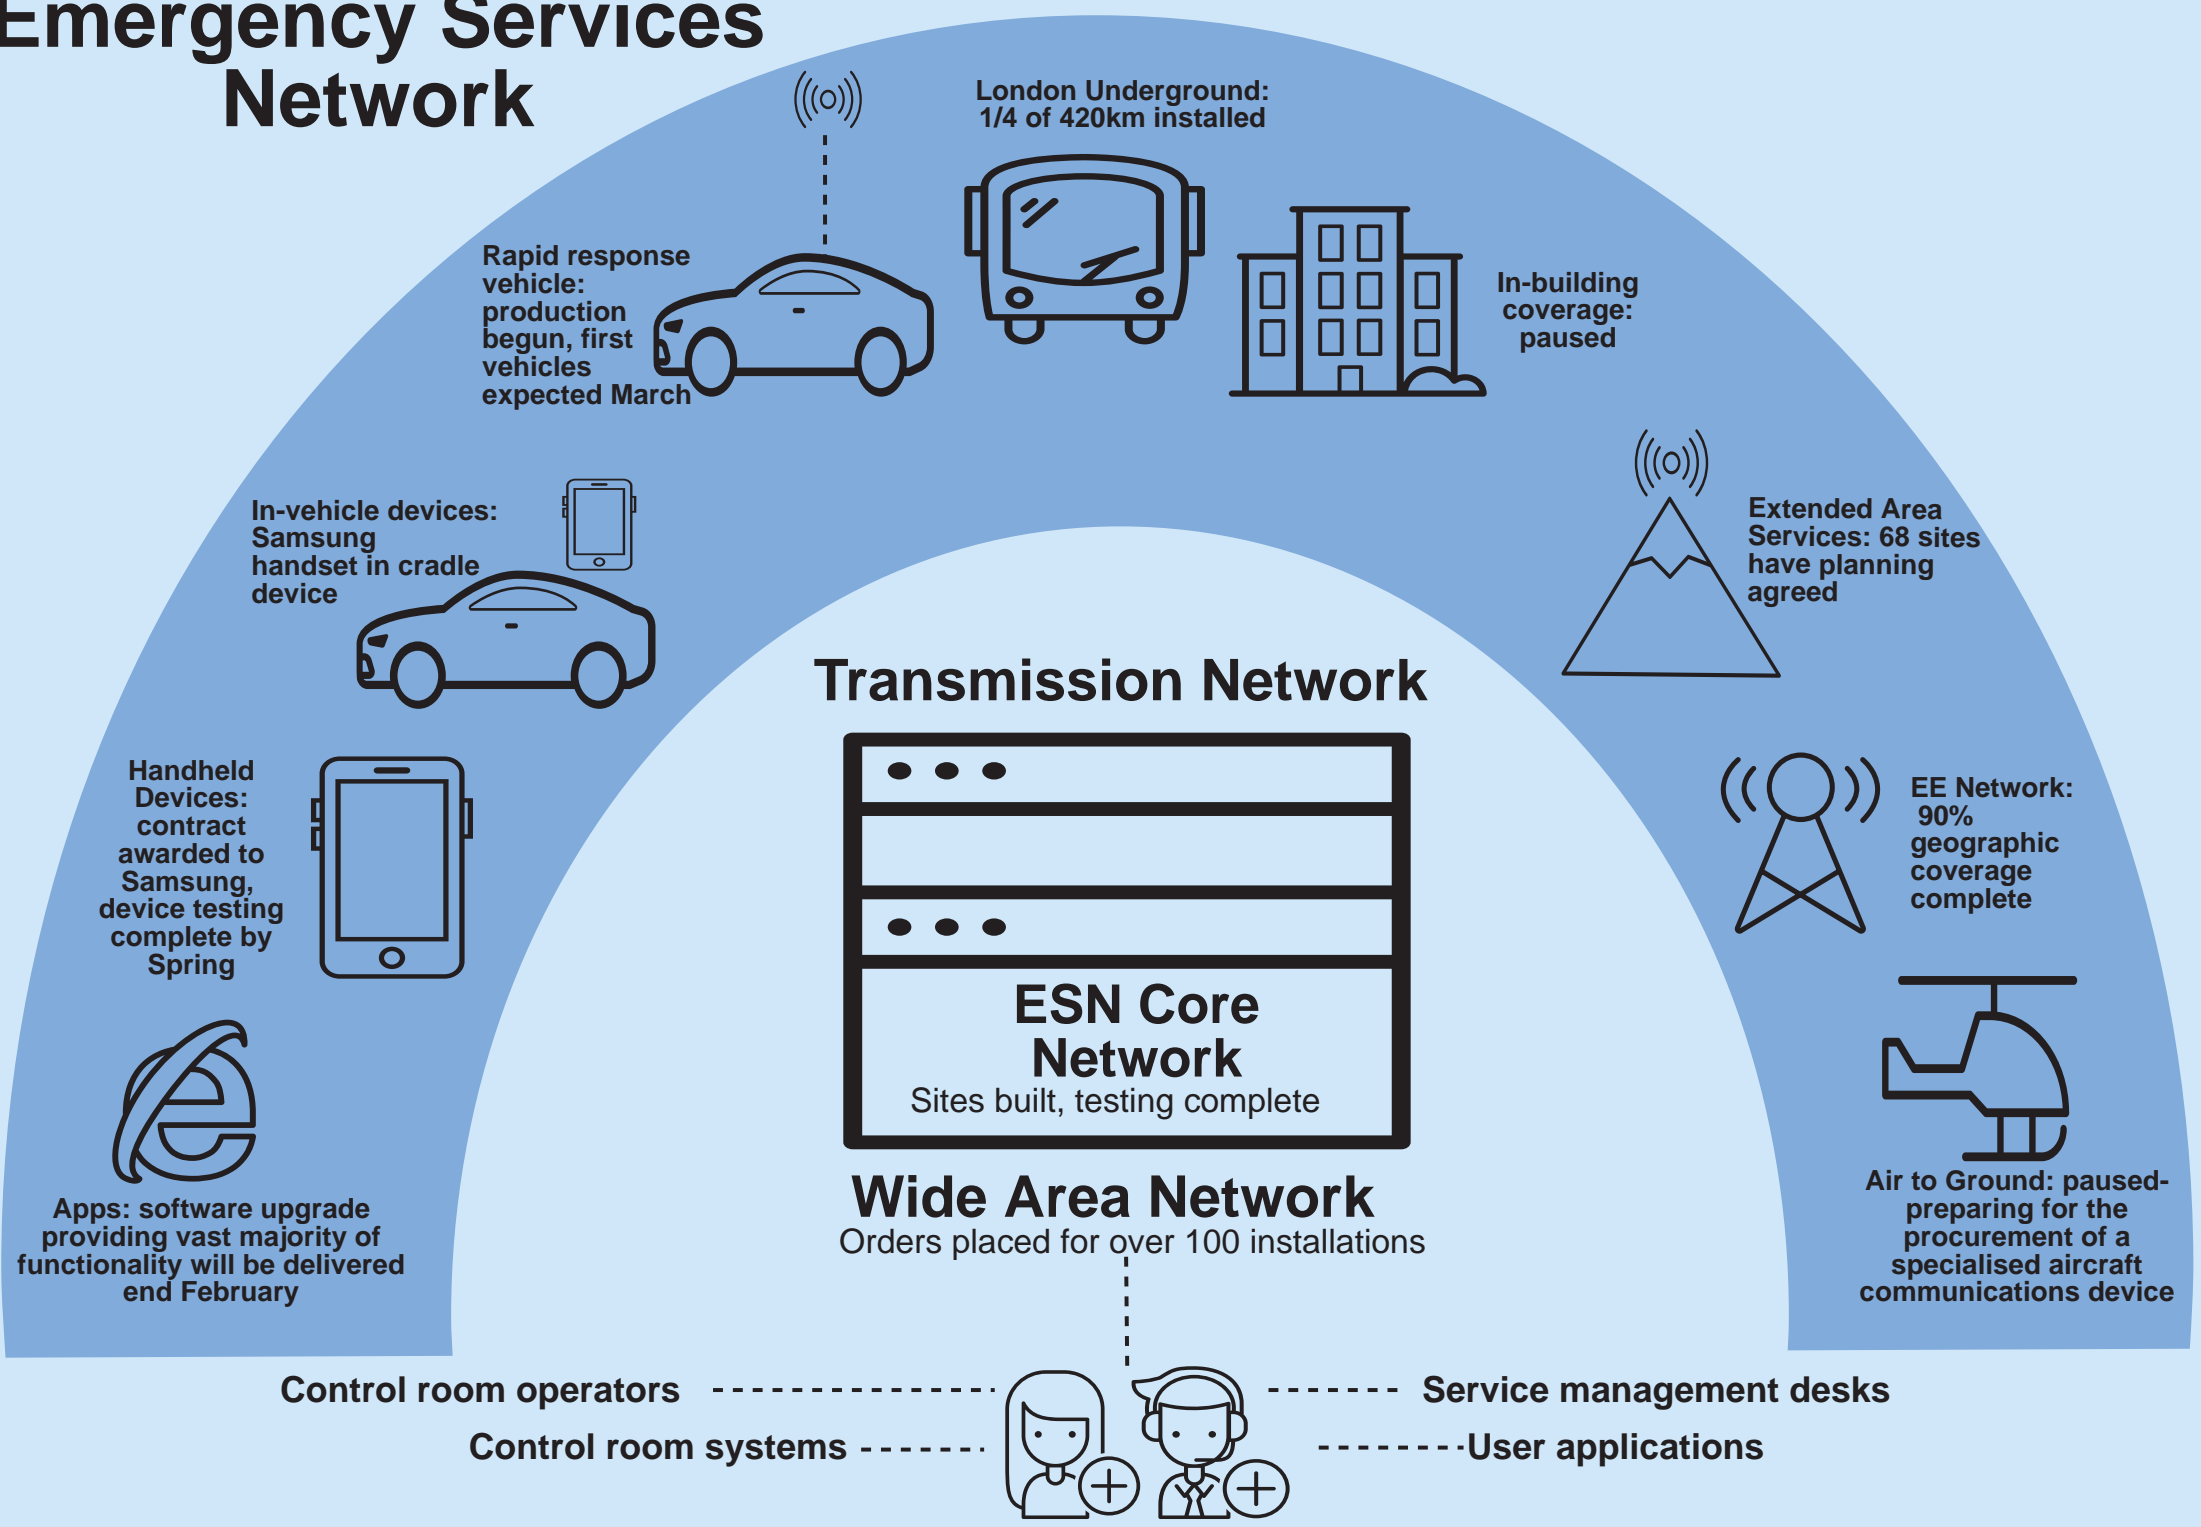 Emergency Services
Network
London Underground:
1/4 of 420km installed
Rapid response
vehicle:
production
begun, first
vehicles
expected March
In-building
coverage:
paused
In-vehicle devices:
Samsung
handset in cradle
device
Extended Area
Services: 68 sites
have planning
agreed
Handheld
Devices:
contract
awarded to
Samsung,
device testing
complete by
Spring
EE Network:
90%
geographic
coverage
complete
Apps: software upgrade
providing vast majority of
functionality will be delivered
end February
Air to Ground: paused-
preparing for the
procurement of a
specialised aircraft
communications device
Transmission Network
ESN Core
Network
Sites built, testing complete
Wide Area Network
Orders placed for over 100 installations
Control room operators
Service management desks
Control room systems
User applications